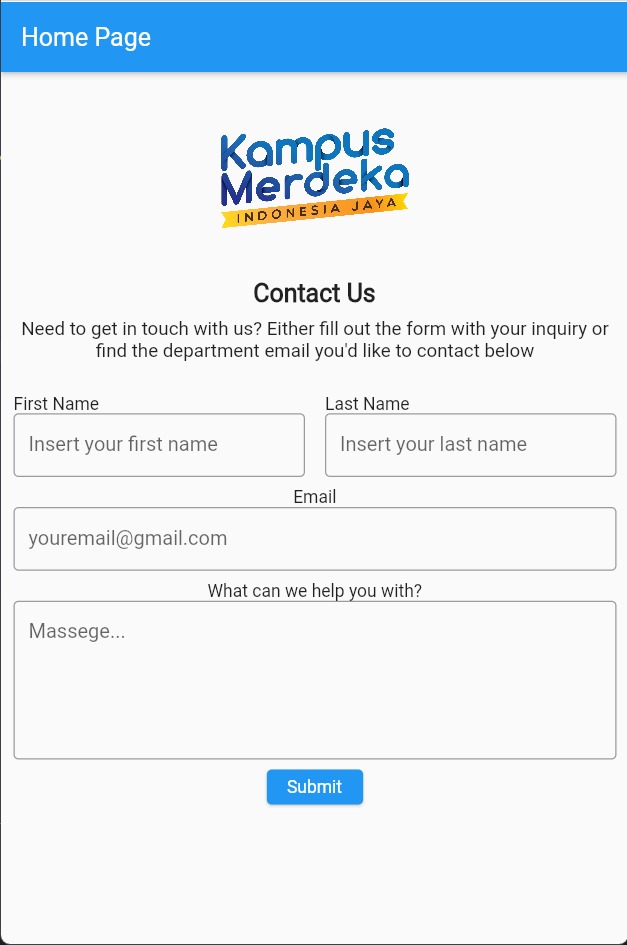 Home Page
Kampus
Merdeka
INDONESIA JAYA
Contact Us
Need to get in touch with us? Either fill out the form with your inquiry or
find the department email you'd like to contact below
First Name Last Name
Insert your first name Insert your last name
Email
youremail@gmail.com
What can we help you with?
Massege...
Submit